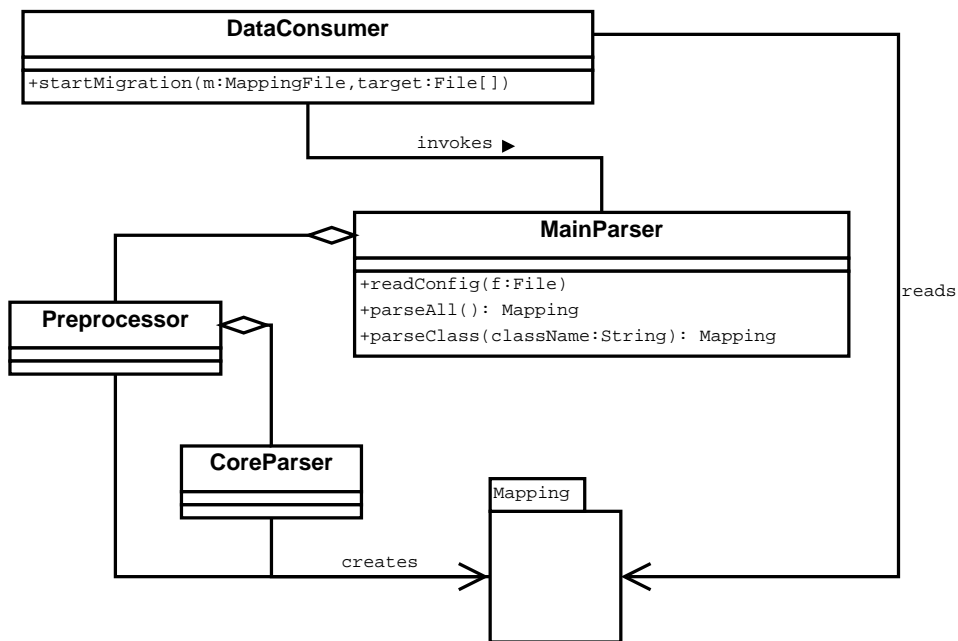 DataConsumer
+startMigration(m:MappingFile,target:File[])
invokes
MainParser
+readConfig(f:File)
+parseAll(): Mapping
+parseClass(className:String): Mapping
reads
Preprocessor
CoreParser
Mapping
creates